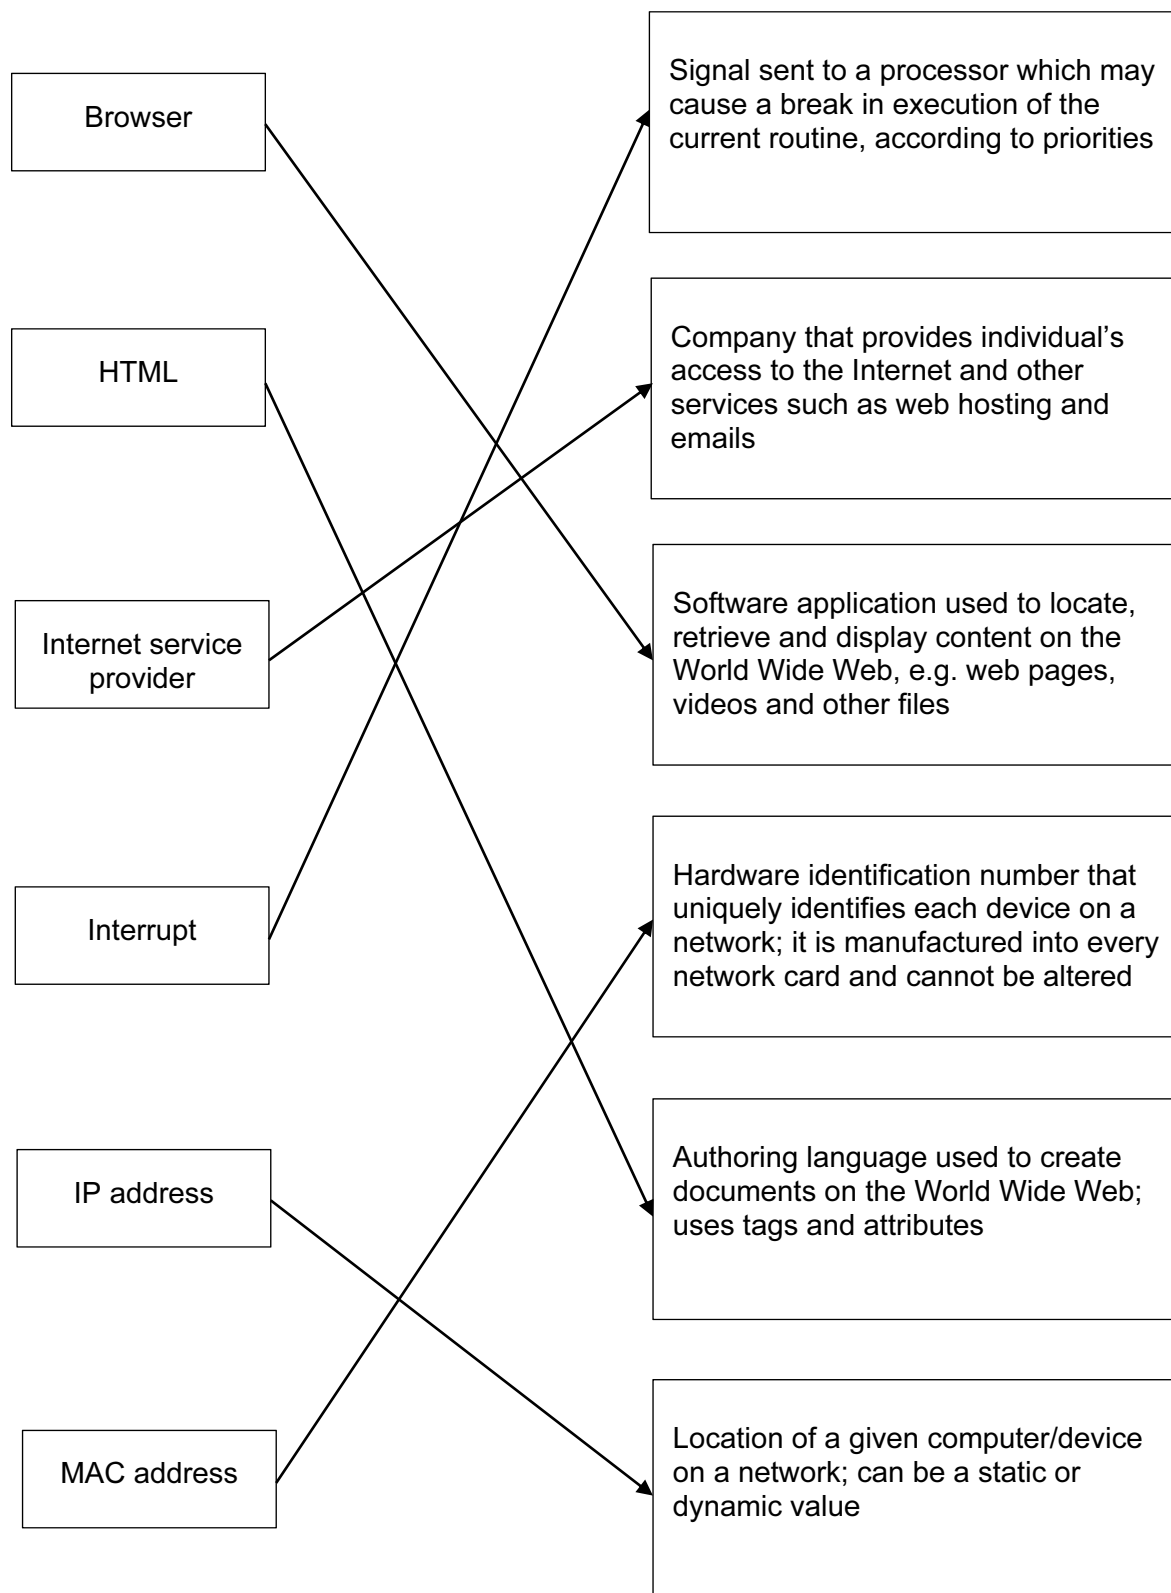 Browser
HTML
Internet service
provider
Interrupt
IP address
MAC address
Signal sent to a processor which may
cause a break in execution of the
current routine, according to priorities
Company that provides individual’s
access to the Internet and other
services such as web hosting and
emails
Software application used to locate,
retrieve and display content on the
World Wide Web, e.g. web pages,
videos and other files
Hardware identification number that
uniquely identifies each device on a
network; it is manufactured into every
network card and cannot be altered
Authoring language used to create
documents on the World Wide Web;
uses tags and attributes
Location of a given computer/device
on a network; can be a static or
dynamic value